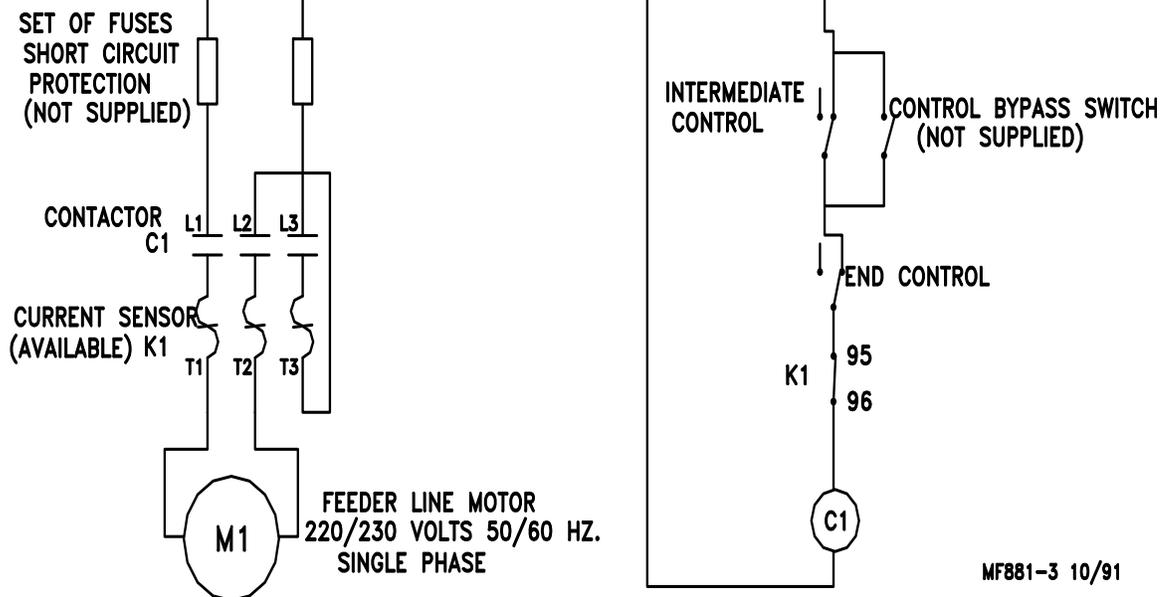 SET OF FUSES
SHORT CIRCUIT
PROTECTION
(NOT SUPPLIED)
CONTACTOR
C1
L1 L2 L3
CURRENT SENSOR
(AVAILABLE) K1
T1 T2 T3
M1
FEEDER LINE MOTOR
220/230 VOLTS 50/60 HZ.
SINGLE PHASE
INTERMEDIATE
CONTROL
CONTROL BYPASS SWITCH
(NOT SUPPLIED)
END CONTROL
95
K1
96
C1
MF881-3 10/91